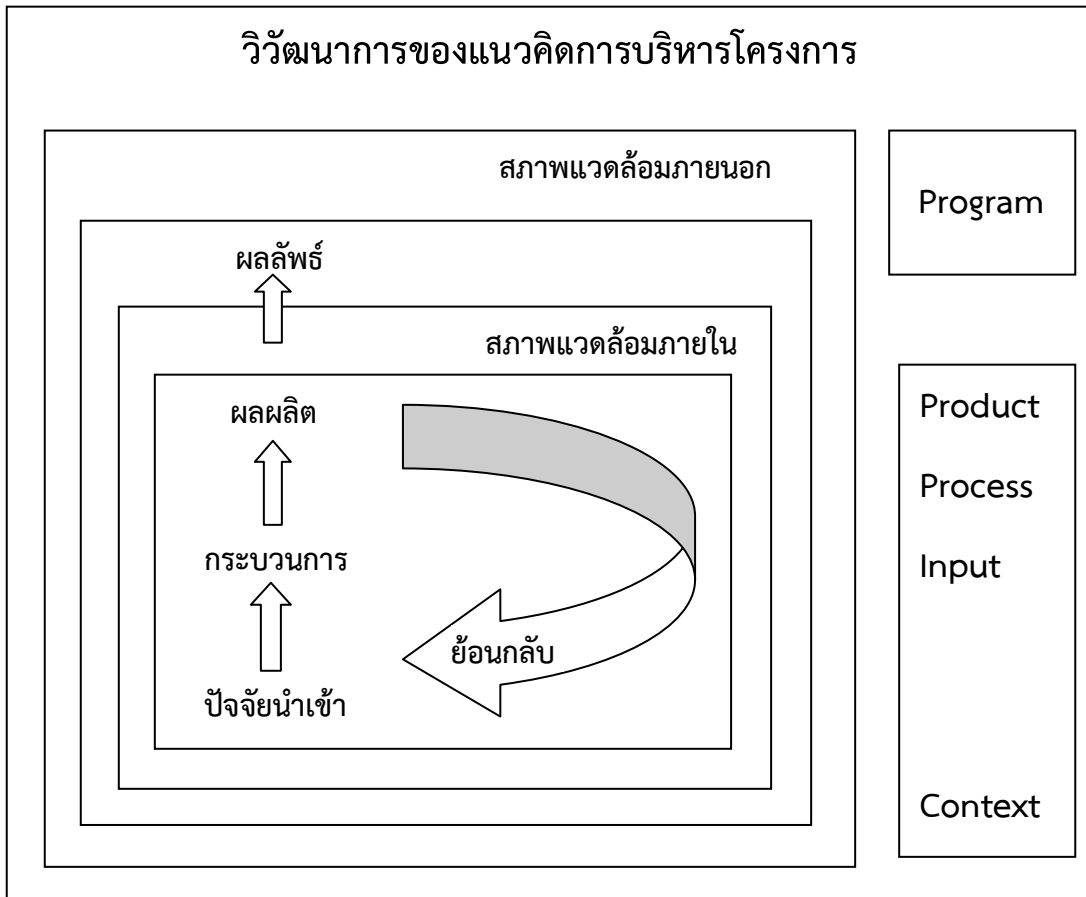 วิวัฒนาการของแนวคิดการบริหารโครงการ
สภาพแวดล้อมภายนอก
ผลลัพธ์
สภาพแวดล้อมภายใน
ผลผลิต
กระบวนการ
ย้อนกลับ
ปัจจัยนำเข้า
Program
Product
Process
Input
Context